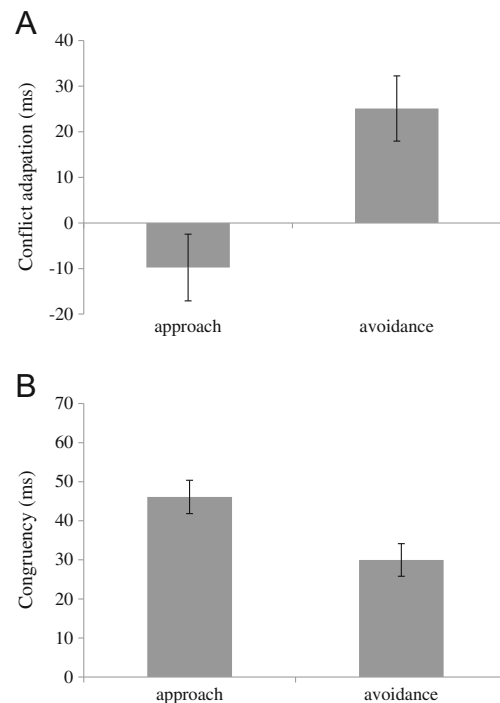 A
Conflict adapation (ms)
40
30
20
10
0
-10
-20
approach avoidance
B
Congruency (ms)
70
60
50
40
30
20
10
0
approach avoidance